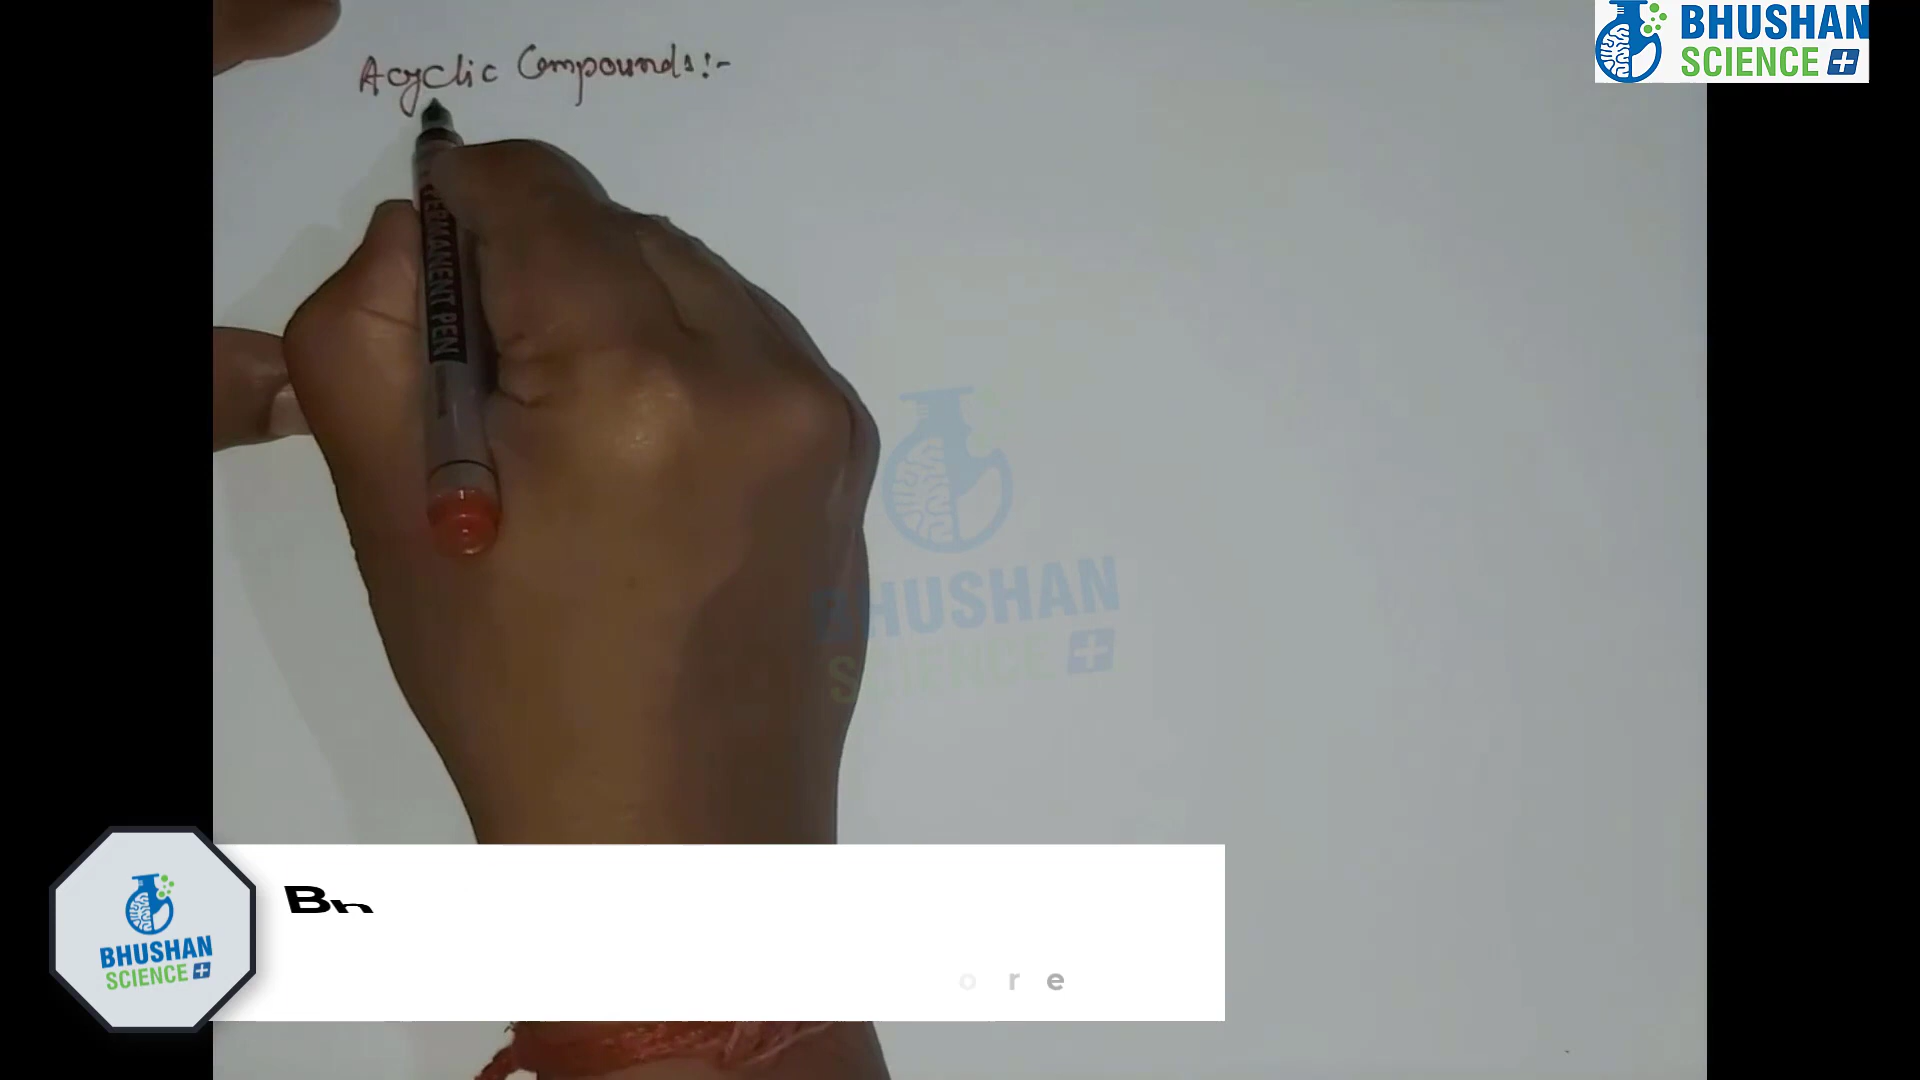 Acyclic Compounds:-
BHUSHAN
SCIENCE +
PERMANENT PEN
BHUSHAN
SCIENCE +
BHUSHAN
SCIENCE +
o r e